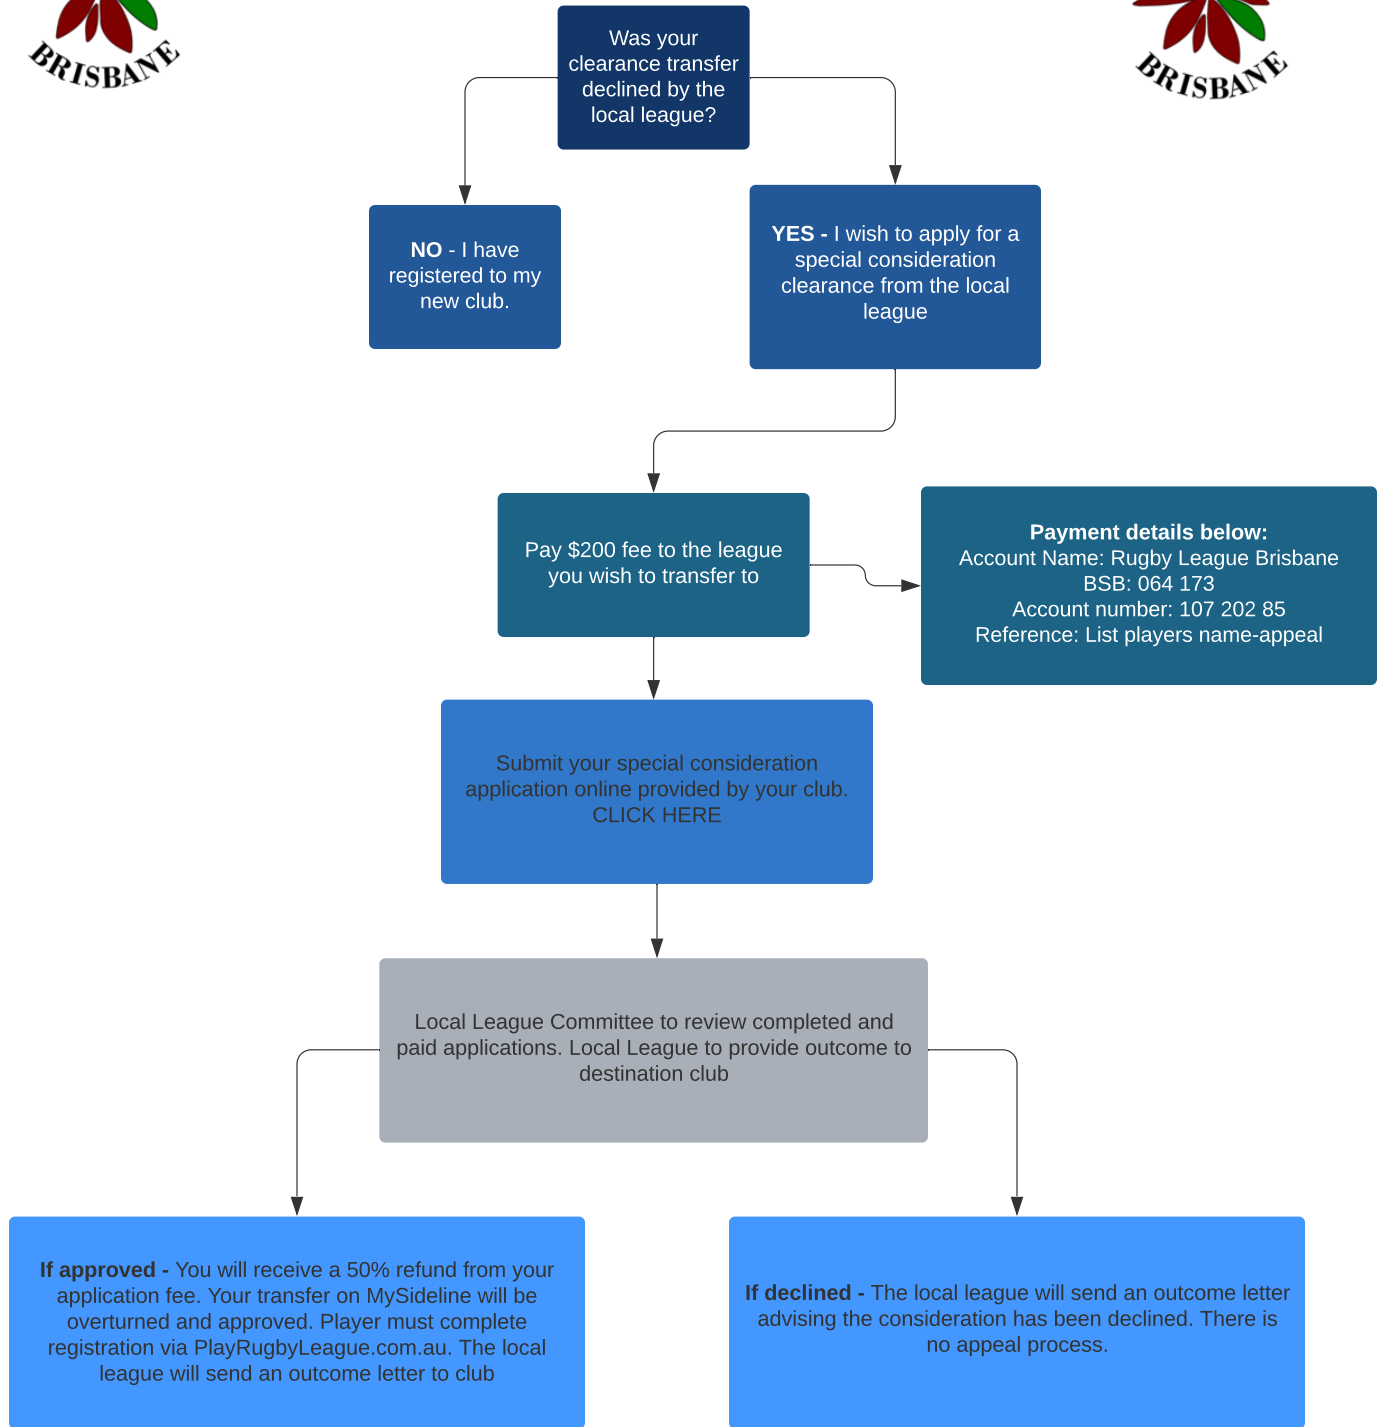 BRISBANE
BRISBANE
Was your
clearance transfer
declined by the
local league?
NO - I have
registered to my
new club.
YES - I wish to apply for a
special consideration
clearance from the local
league
Pay $200 fee to the league
you wish to transfer to
Payment details below:
Account Name: Rugby League Brisbane
BSB: 064 173
Account number: 107 202 85
Reference: List players name-appeal
Submit your special consideration
application online provided by your club.
CLICK HERE
Local League Committee to review completed and
paid applications. Local League to provide outcome to
destination club
If approved - You will receive a 50% refund from your
application fee. Your transfer on MySideline will be
overturned and approved. Player must complete
registration via PlayRugbyLeague.com.au. The local
league will send an outcome letter to club
If declined - The local league will send an outcome letter
advising the consideration has been declined. There is
no appeal process.